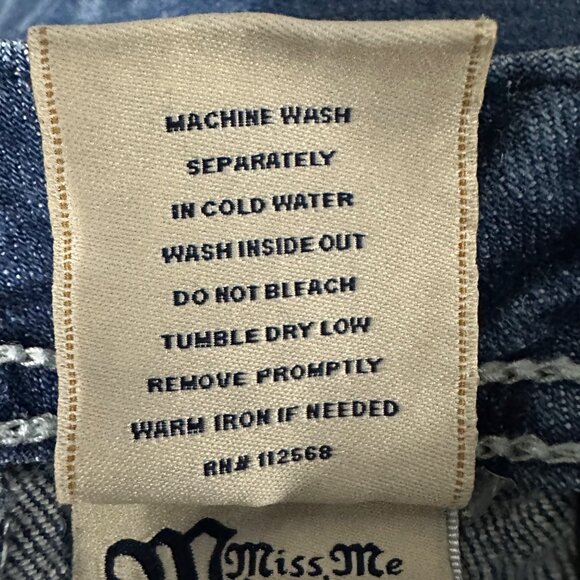 MACHINE WASH
SEPARATELY
IN COLD WATER
WASH INSIDE OUT
DO NOT BLEACH
TUMBLE DRY LOW
REMOVE PROMPTLY
WARM IRON IF NEEDED
RN# 112568
Miss Me